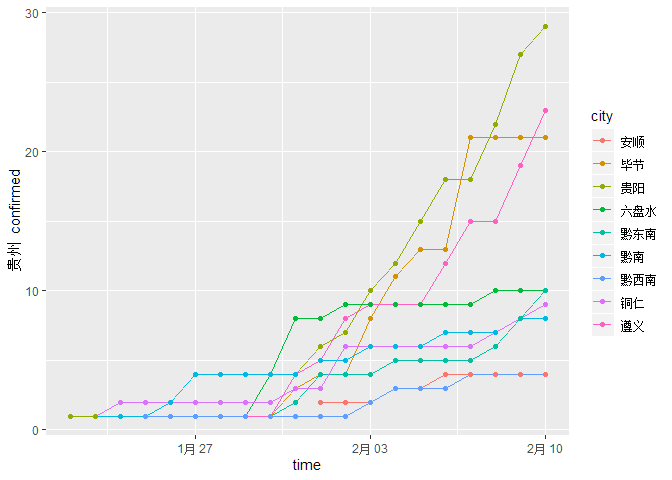 30
20
10
0
贵州 confirmed
1月 27
2月 03
2月 10
time
city
安顺
毕节
贵阳
六盘水
黔东南
黔南
黔西南
铜仁
遵义